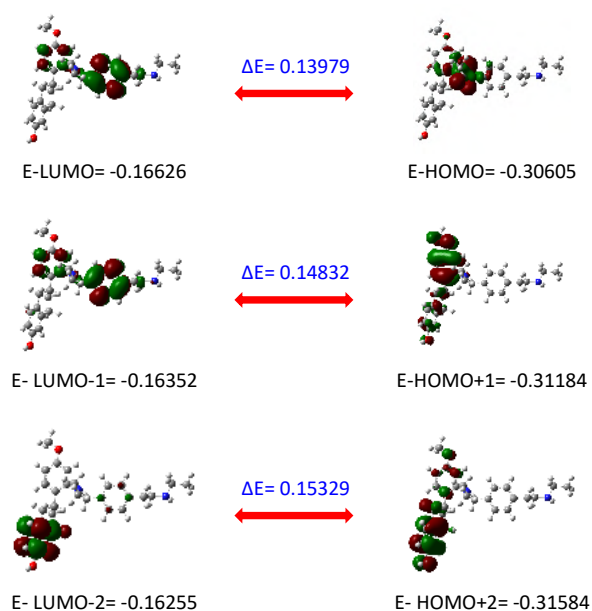 ΔE= 0.13979
E-LUMO= -0.16626
E-HOMO= -0.30605
ΔE= 0.14832
E- LUMO-1= -0.16352
E-HOMO+1= -0.31184
ΔE= 0.15329
E- LUMO-2= -0.16255
E- HOMO+2= -0.31584